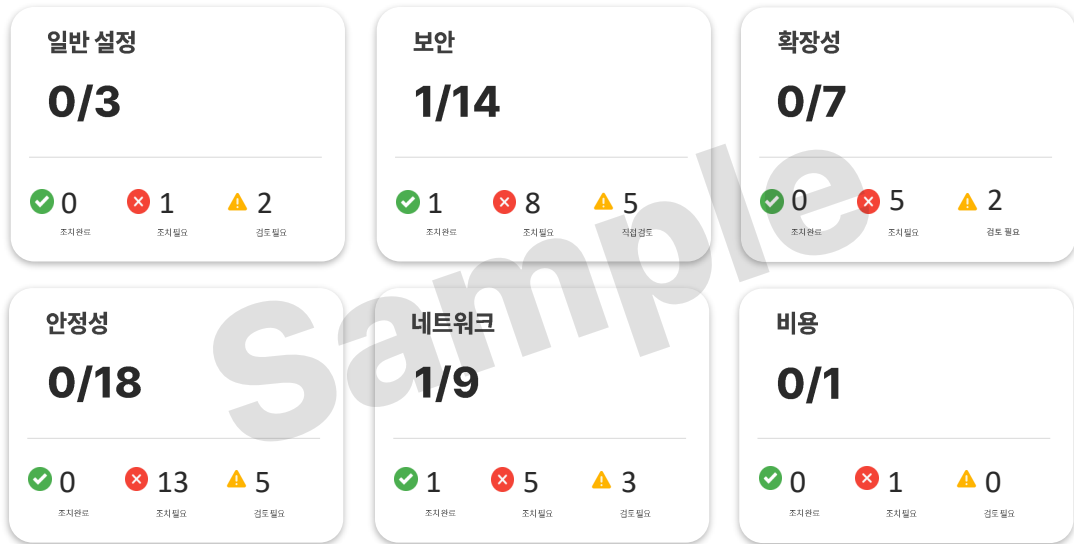 일반 설정
0/3
0 1 2
조치완료 조치필요 검토필요
보안
1/14
1 8 5
조치완료 조치필요 직접검토
확장성
0/7
0 5 2
조치완료 조치필요 검토 필요
안정성
0/18
0 13 5
조치완료 조치필요 검토필요
네트워크
1/9
1 5 3
조치완료 조치필요 검토필요
비용
0/1
0 1 0
조치완료 조치필요 검토필요
Sample